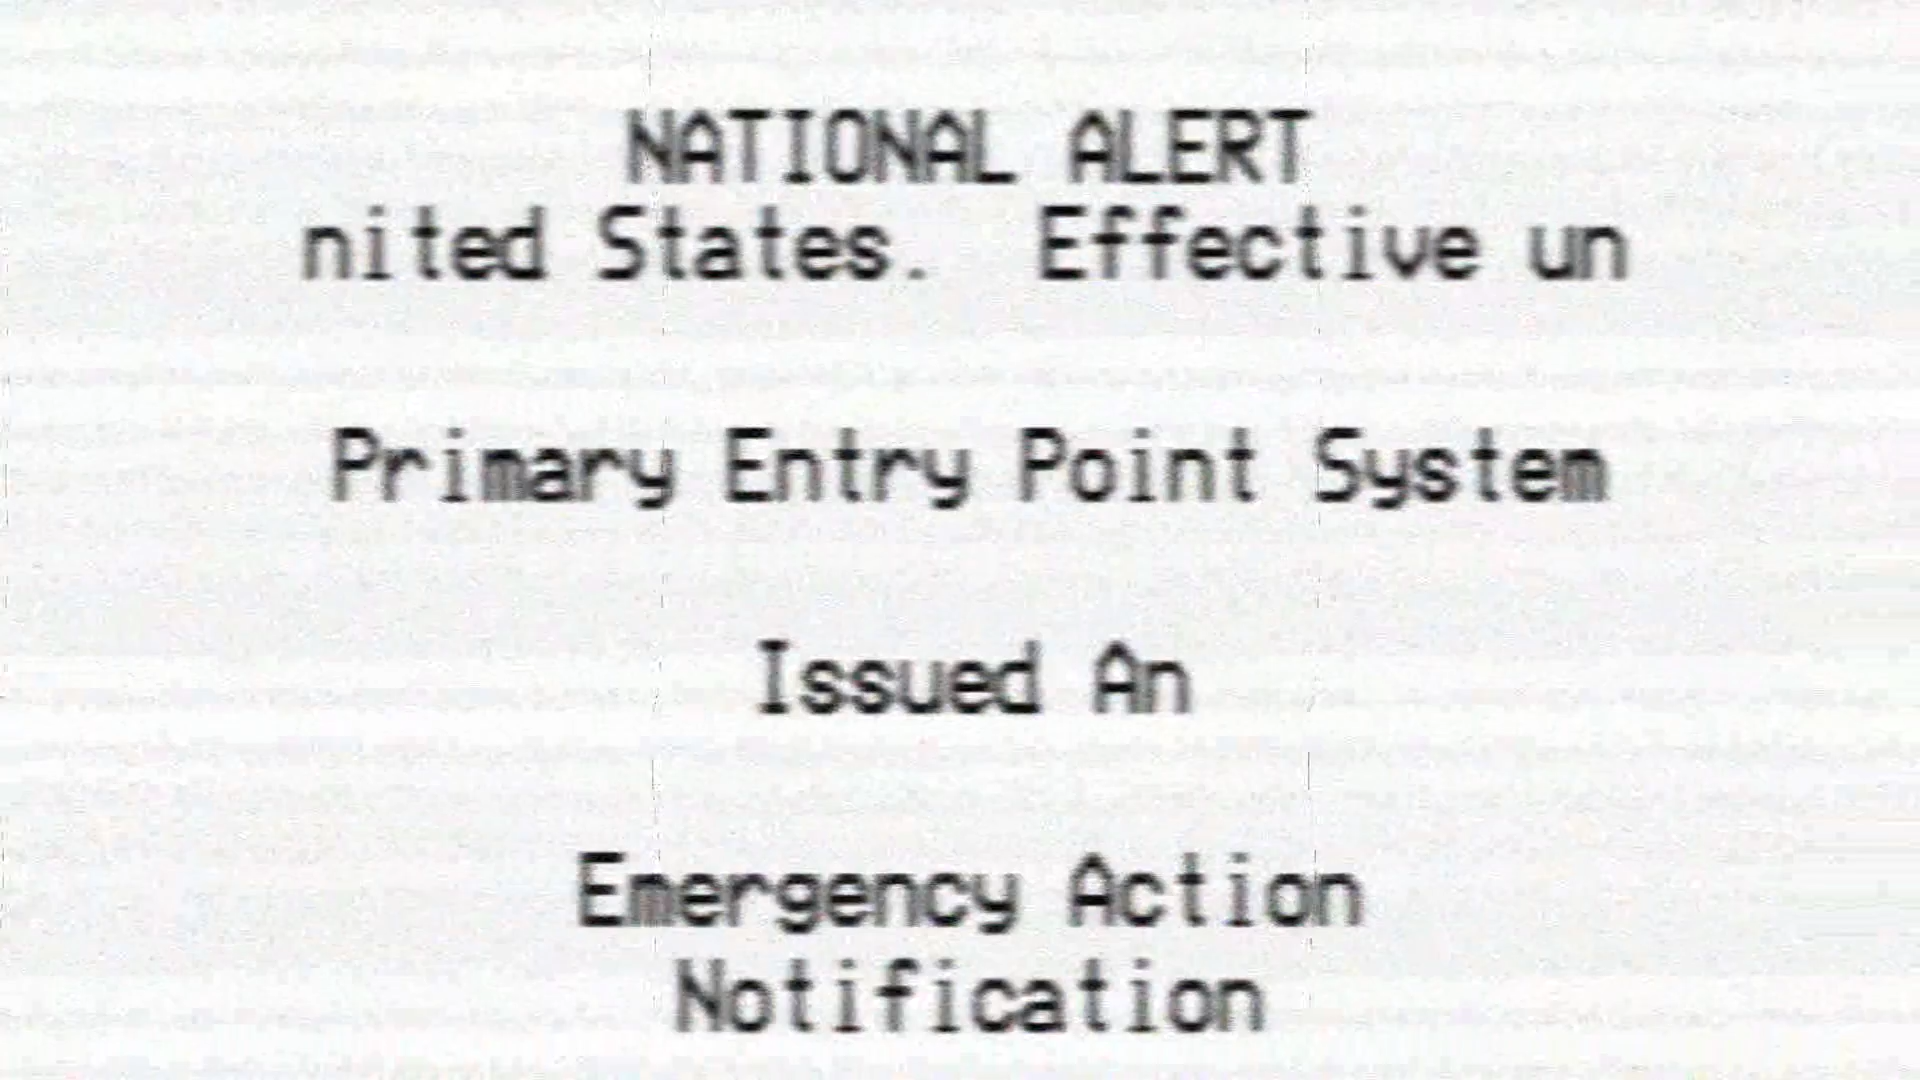 NATIONAL ALERT
nited States.  Effective un
Primary Entry Point System
Issued An
Emergency Action
Notification